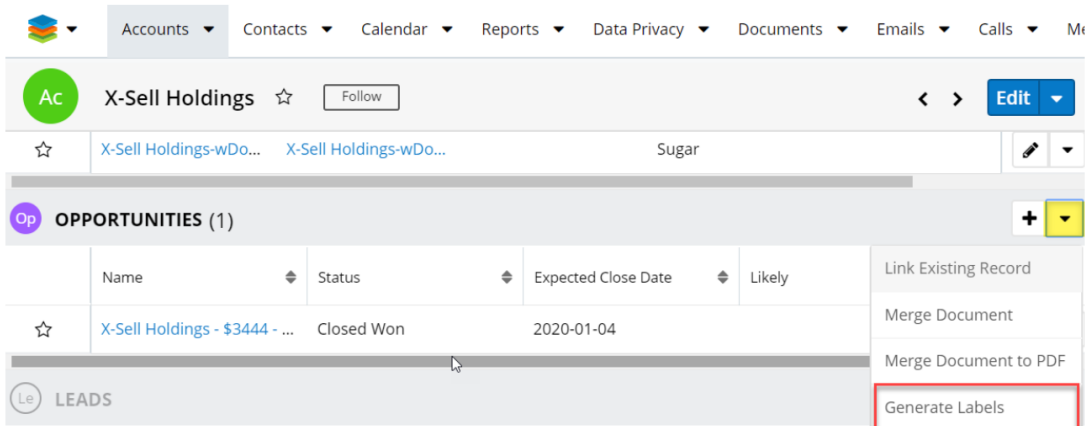 Accounts Contacts Calendar Reports Data Privacy Documents Emails Calls Me
Ac X-Sell Holdings Follow Edit
X-Sell Holdings-wDo... X-Sell Holdings-wDo... Sugar
Op OPPORTUNITIES (1)
Name Status Expected Close Date Likely
Link Existing Record
Merge Document
X-Sell Holdings - $3444 - ... Closed Won 2020-01-04
Merge Document to PDF
Le LEADS
Generate Labels